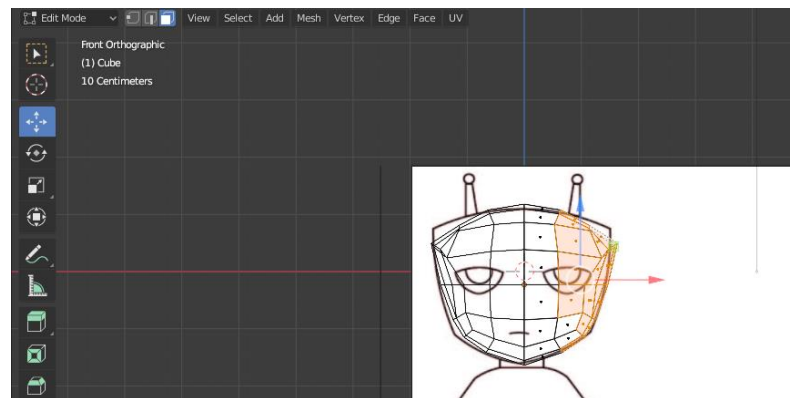 Edit Mode View Select Add Mesh Vertex Edge Face UV
Front Orthographic
(1) Cube
10 Centimeters